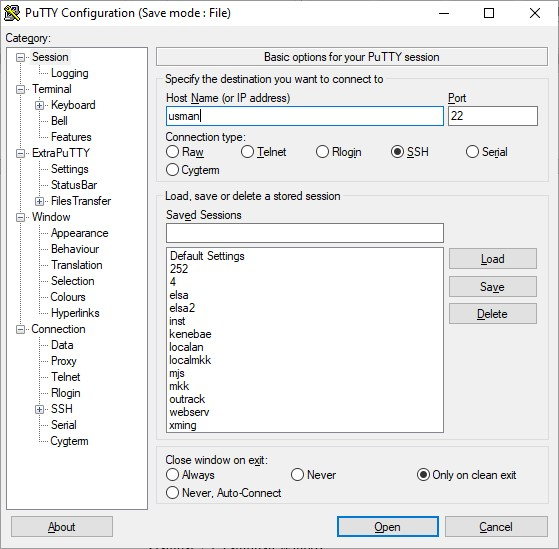 PuTTY Configuration (Save mode : File)
Category:
Session
Logging
Terminal
Keyboard
Bell
Features
ExtraPuTTY
Settings
StatusBar
FilesTransfer
Window
Appearance
Behaviour
Translation
Selection
Colours
Hyperlinks
Connection
Data
Proxy
Telnet
Rlogin
SSH
Serial
Cygterm
Basic options for your PuTTY session
Specify the destination you want to connect to
Host Name (or IP address) Port
usman 22
Connection type:
Raw Telnet Rlogin SSH Serial
Cygterm
Load, save or delete a stored session
Saved Sessions
Default Settings
252
4
elsa
elsa2
inst
kenebae
localan
localmkk
mjs
mkk
outrack
webserv
xming
Load
Save
Delete
Close window on exit:
Always Never Only on clean exit
Never, Auto-Connect
About Open Cancel